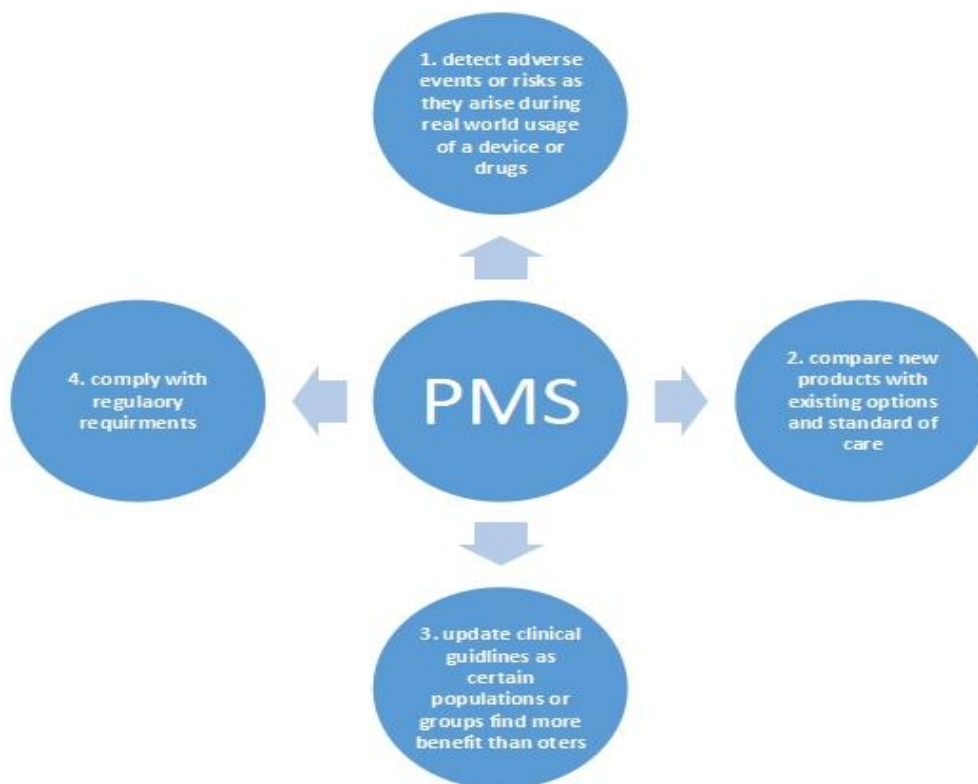 1. detect adverse
events or risks as
they arise during
real world usage
of a device or
drugs
4. comply with
regulaory
requirments
PMS
2. compare new
products with
existing options
and standard of
care
3. update clinical
guidlines as
certain
populations or
groups find more
benefit than oters